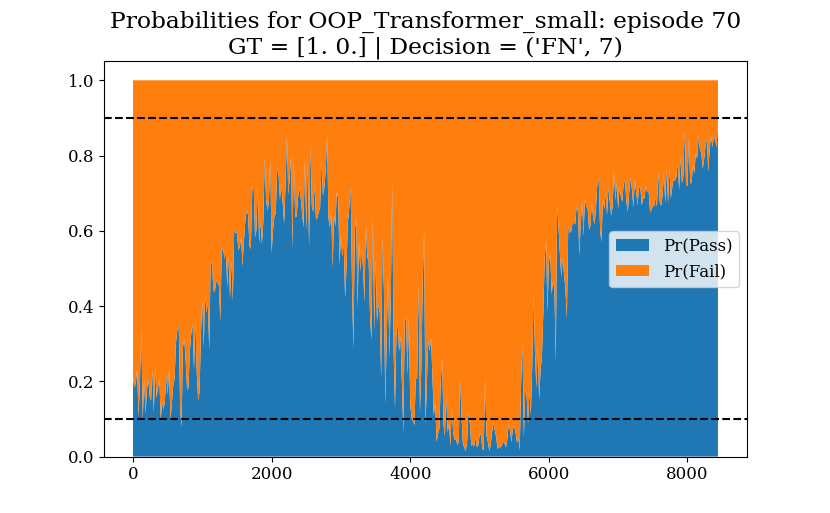 Probabilities for OOP_Transformer_small: episode 70
GT = [1. 0.] | Decision = ('FN', 7)
1.0
0.8
0.6
0.4
0.2
0.0
Pr(Pass)
Pr(Fail)
0 2000 4000 6000 8000